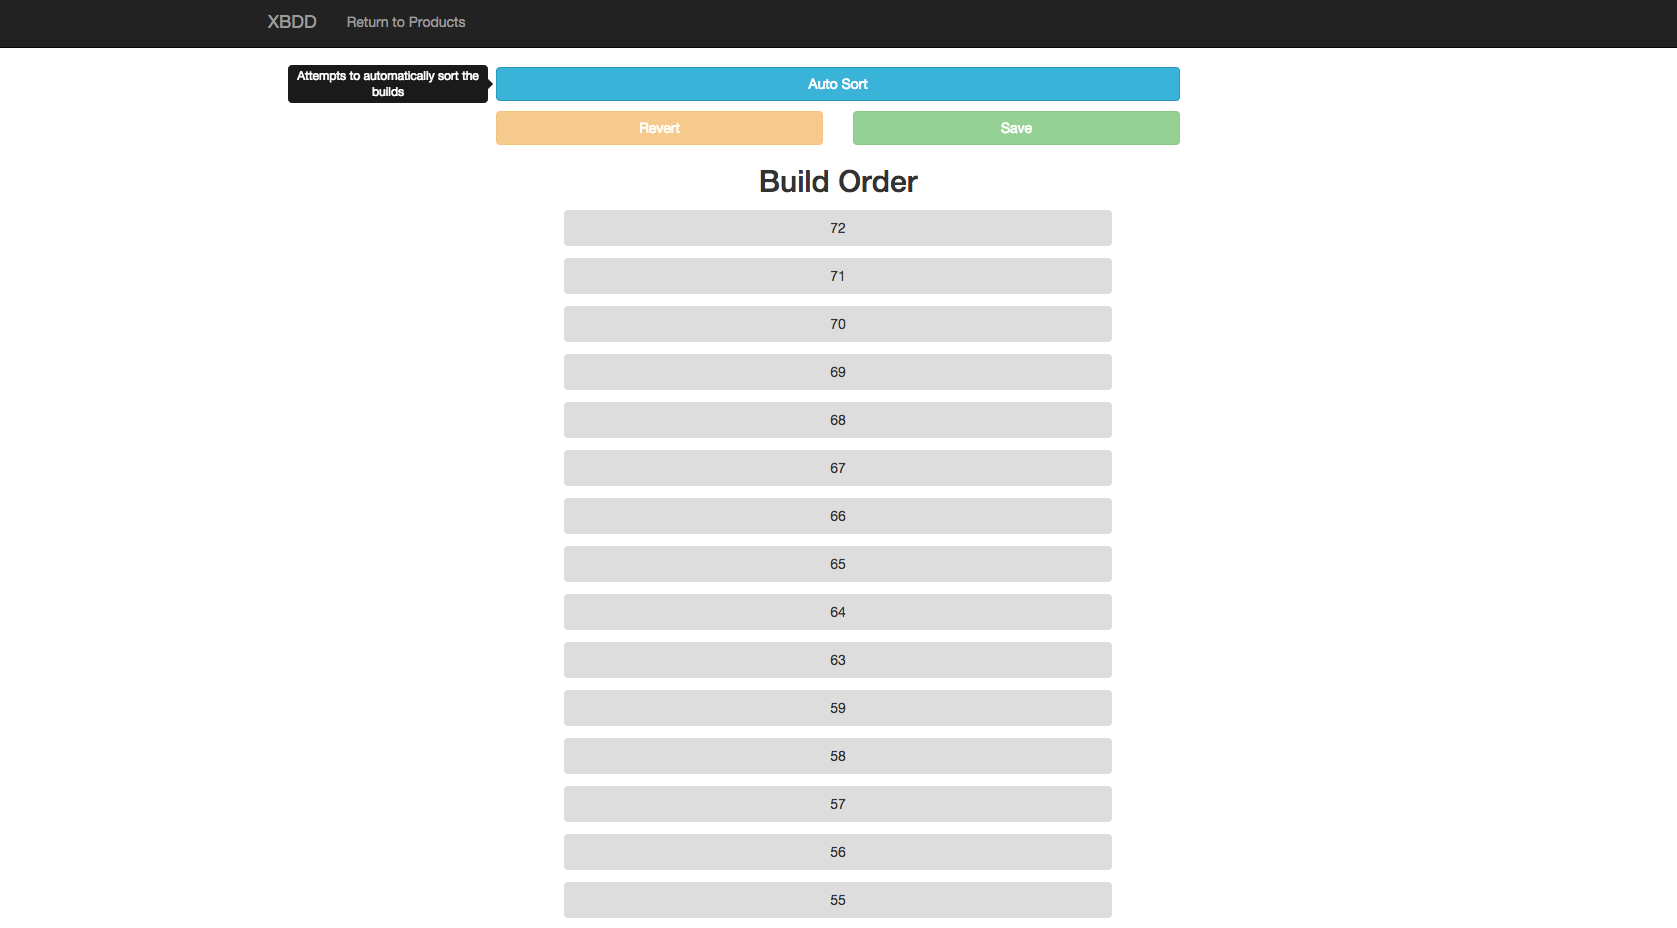 XBDD Return to Products
Attempts to automatically sort the
builds
Auto Sort
Revert Save
Build Order
72
71
70
69
68
67
66
65
64
63
59
58
57
56
55